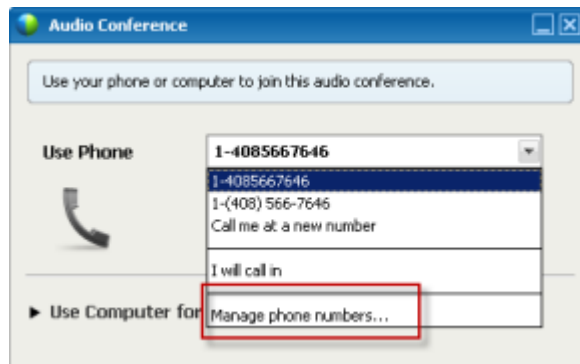 Audio Conference
Use your phone or computer to join this audio conference.
Use Phone
1-4085667646
1-4085667646
1-(408) 566-7646
Call me at a new number
I will call in
Manage phone numbers...
Use Computer for